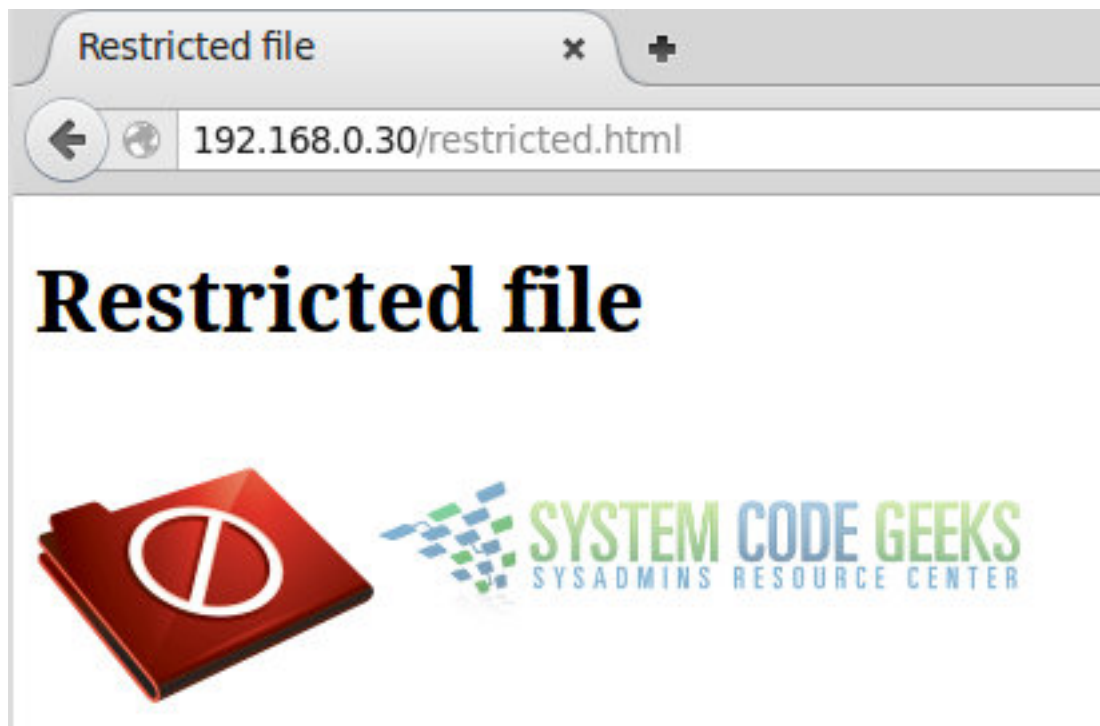 Restricted file
192.168.0.30/restricted.html
Restricted file
SYSTEM CODE GEEKS
SYSADMINS RESOURCE CENTER